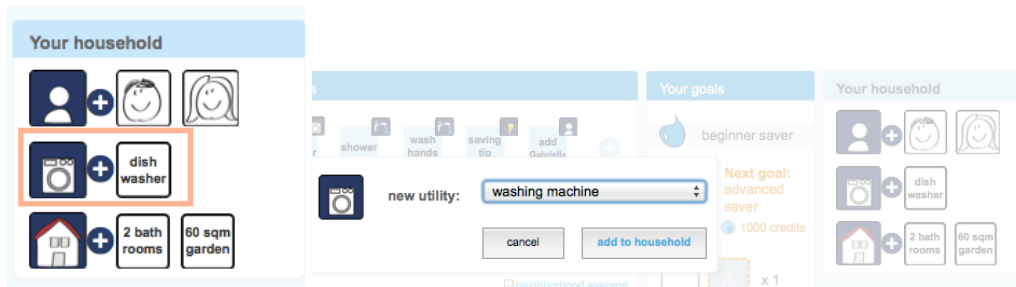 Your household
dish
washer
2 bath
rooms
60 sqm
garden
s
r
shower
wash
hands
saving
tip
add
Gabriella
new utility:
washing machine
cancel
add to household
neighborhood average
Your goals
beginner saver
Next goal:
advanced
saver
1000 credits
x 1
Your household
dish
washer
2 bath
rooms
60 sqm
garden